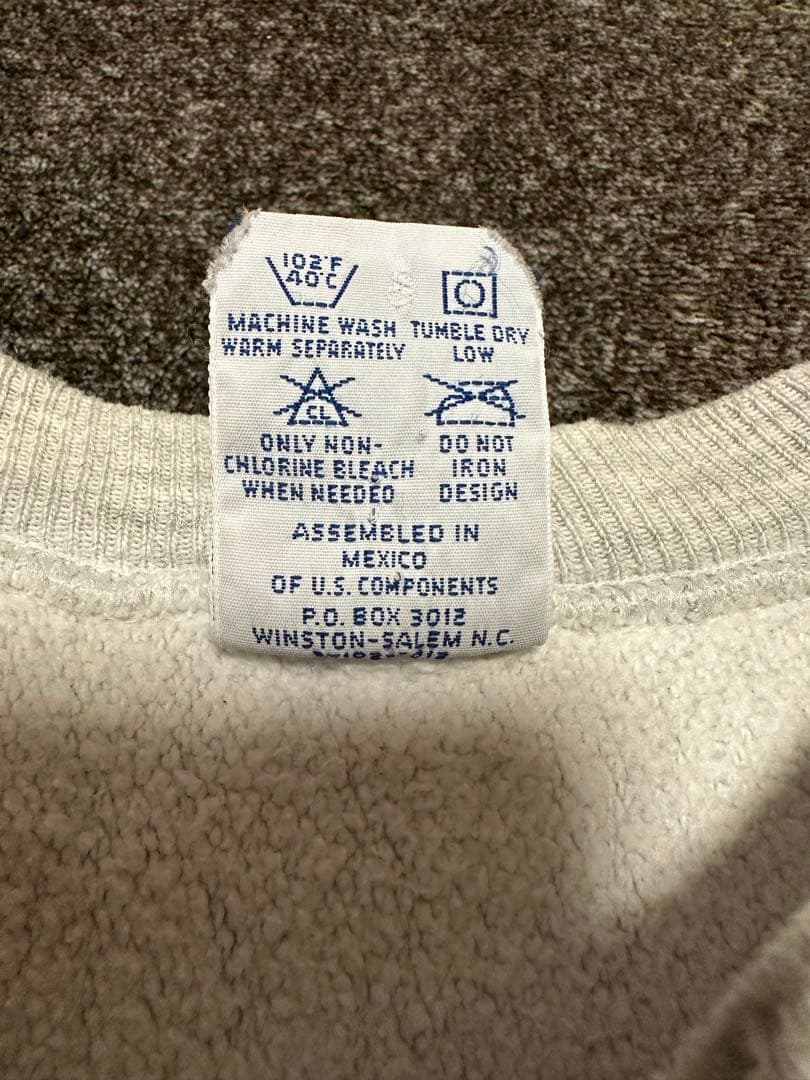 102°F
40°C
MACHINE WASH
WARM SEPARATELY
TUMBLE DRY
LOW
CL
ONLY NON-
CHLORINE BLEACH
WHEN NEEDED
DO NOT
IRON
DESIGN
ASSEMBLED IN
MEXICO
OF U.S. COMPONENTS
P.O. BOX 3012
WINSTON-SALEM N.C.